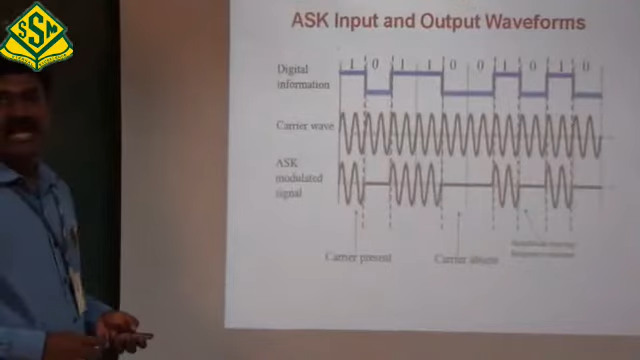 SSM
ASK Input and Output Waveforms
1 0 1 1 0 0 1 0 1 0
Digital
information
Carrier wave
ASK
modulated
signal
Carrier present
Carrier absent